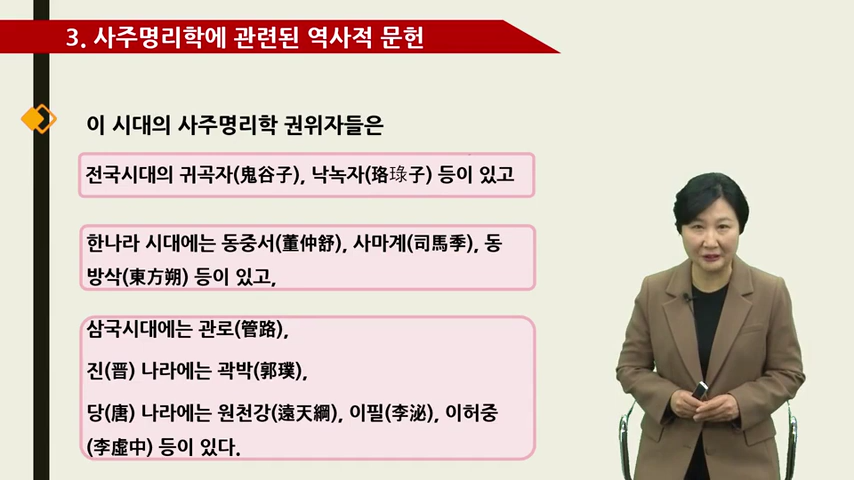 3. 사주명리학에 관련된 역사적 문헌
이 시대의 사주명리학 권위자들은
전국시대의 귀곡자(鬼谷子), 낙녹자(珞琭子) 등이 있고
한나라 시대에는 동중서(董仲舒), 사마계(司馬季), 동
방삭(東方朔) 등이 있고,
삼국시대에는 관로(管路),
진(晋) 나라에는 곽박(郭璞),
당(唐) 나라에는 원천강(遠天綱), 이필(李泌), 이허중
(李虛中) 등이 있다.